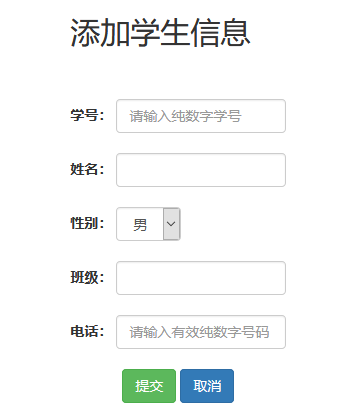 添加学生信息
学号： 请输入纯数字学号
姓名：
性别： 男
班级：
电话： 请输入有效纯数字号码
提交 取消